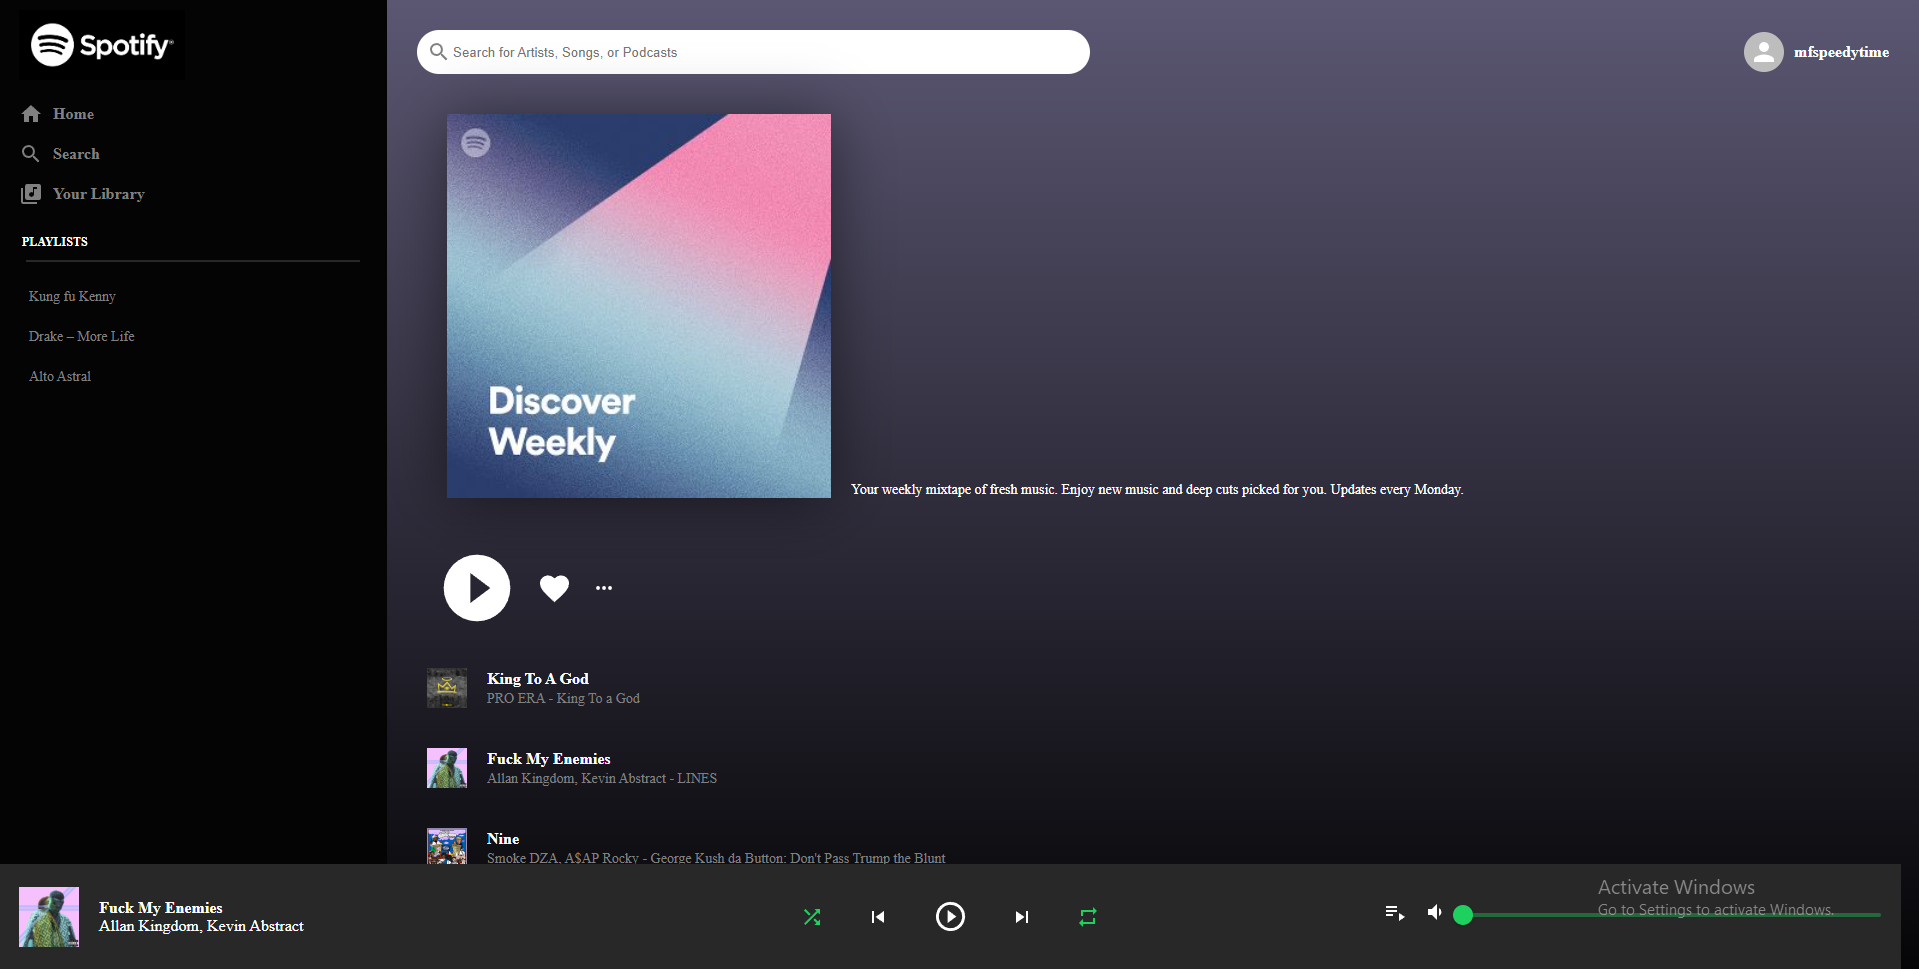 Spotify®
Home
Search
Your Library
PLAYLISTS
Kung fu Kenny
Drake – More Life
Alto Astral
Search for Artists, Songs, or Podcasts
mfspeedytime
Discover
Weekly
Your weekly mixtape of fresh music. Enjoy new music and deep cuts picked for you. Updates every Monday.
King To A God
PRO ERA - King To a God
Fuck My Enemies
Allan Kingdom, Kevin Abstract - LINES
Nine
Smoke DZA, A$AP Rocky - George Kush da Button: Don't Pass Trump the Blunt
Fuck My Enemies
Allan Kingdom, Kevin Abstract
Activate Windows
Go to Settings to activate Windows.